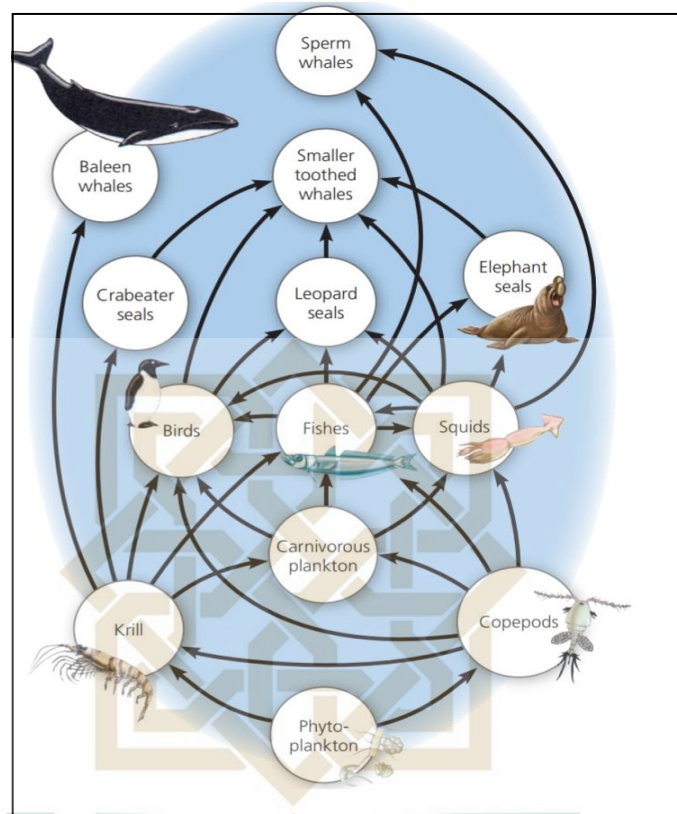 Sperm
whales
Baleen
whales
Smaller
toothed
whales
Crabeater
seals
Leopard
seals
Elephant
seals
Birds
Fishes
Squids
Carnivorous
plankton
Krill
Copepods
Phyto-
plankton